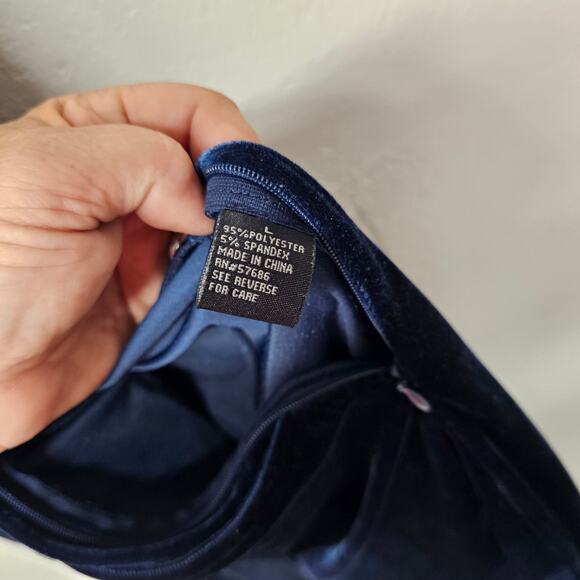 L
95%POLYESTER
5% SPANDEX
MADE IN CHINA
RN#57686
SEE REVERSE
FOR CARE